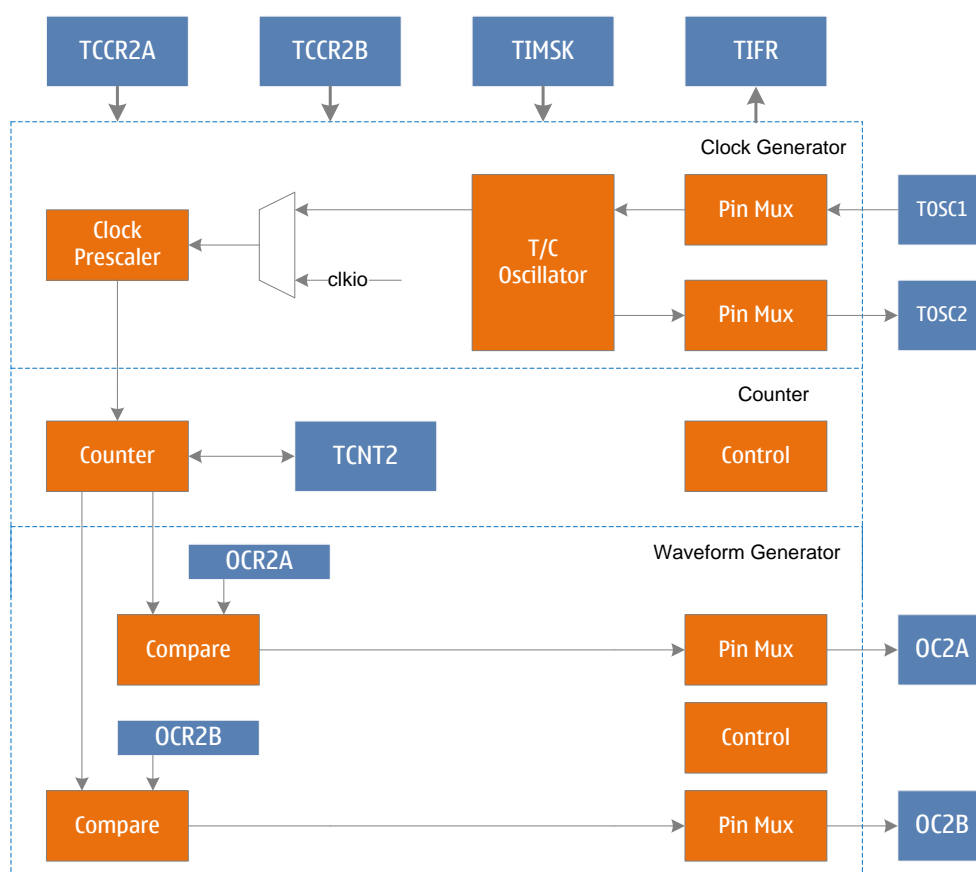 TCCR2A
TCCR2B
TIMSK
TIFR
Clock Generator
Pin Mux
TOSC1
Clock
Prescaler
T/C
Oscillator
clkio
Pin Mux
TOSC2
Counter
Counter
TCNT2
Control
Waveform Generator
OCR2A
Compare
Pin Mux
OC2A
OCR2B
Control
Compare
Pin Mux
OC2B